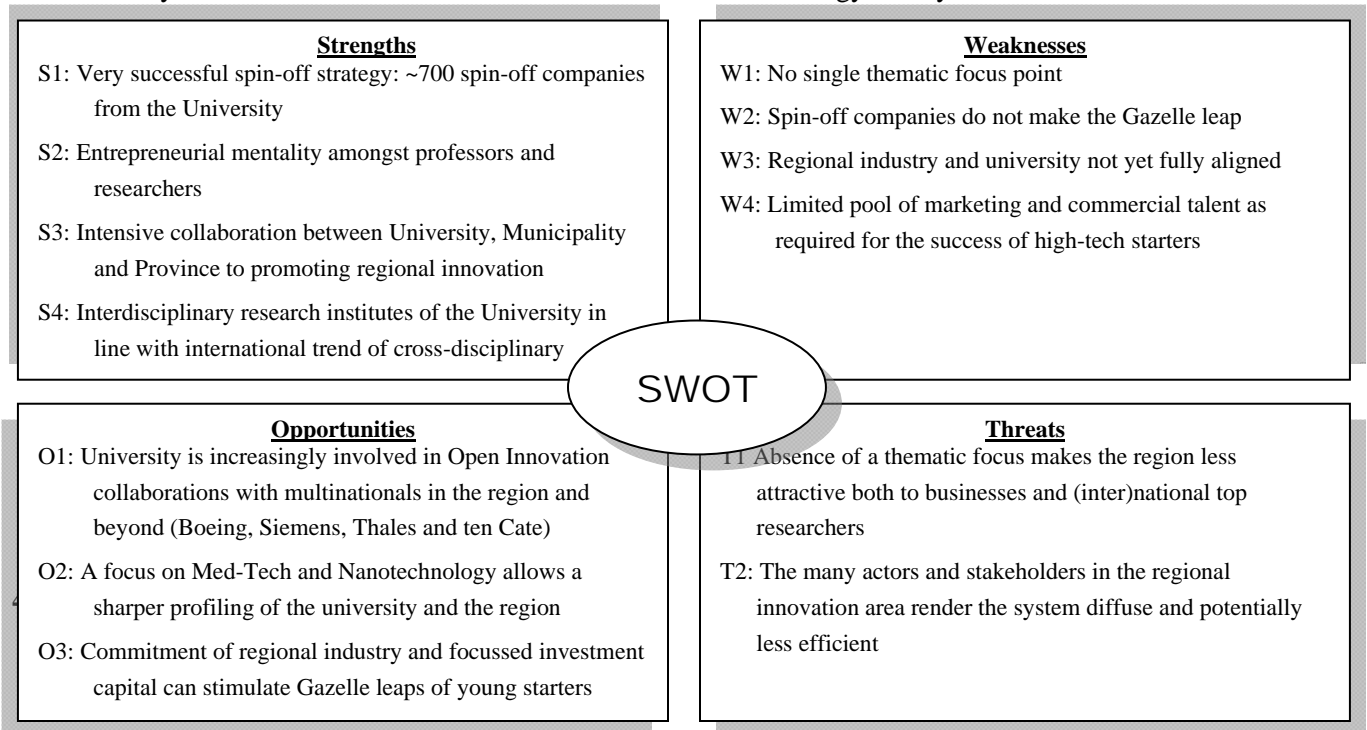 Strengths
S1: Very successful spin-off strategy: ~700 spin-off companies
from the University
S2: Entrepreneurial mentality amongst professors and
researchers
S3: Intensive collaboration between University, Municipality
and Province to promoting regional innovation
S4: Interdisciplinary research institutes of the University in
line with international trend of cross-disciplinary
Weaknesses
W1: No single thematic focus point
W2: Spin-off companies do not make the Gazelle leap
W3: Regional industry and university not yet fully aligned
W4: Limited pool of marketing and commercial talent as
required for the success of high-tech starters
SWOT
Opportunities
O1: University is increasingly involved in Open Innovation
collaborations with multinationals in the region and
beyond (Boeing, Siemens, Thales and ten Cate)
O2: A focus on Med-Tech and Nanotechnology allows a
sharper profiling of the university and the region
O3: Commitment of regional industry and focussed investment
capital can stimulate Gazelle leaps of young starters
Threats
T1 Absence of a thematic focus makes the region less
attractive both to businesses and (inter)national top
researchers
T2: The many actors and stakeholders in the regional
innovation area render the system diffuse and potentially
less efficient